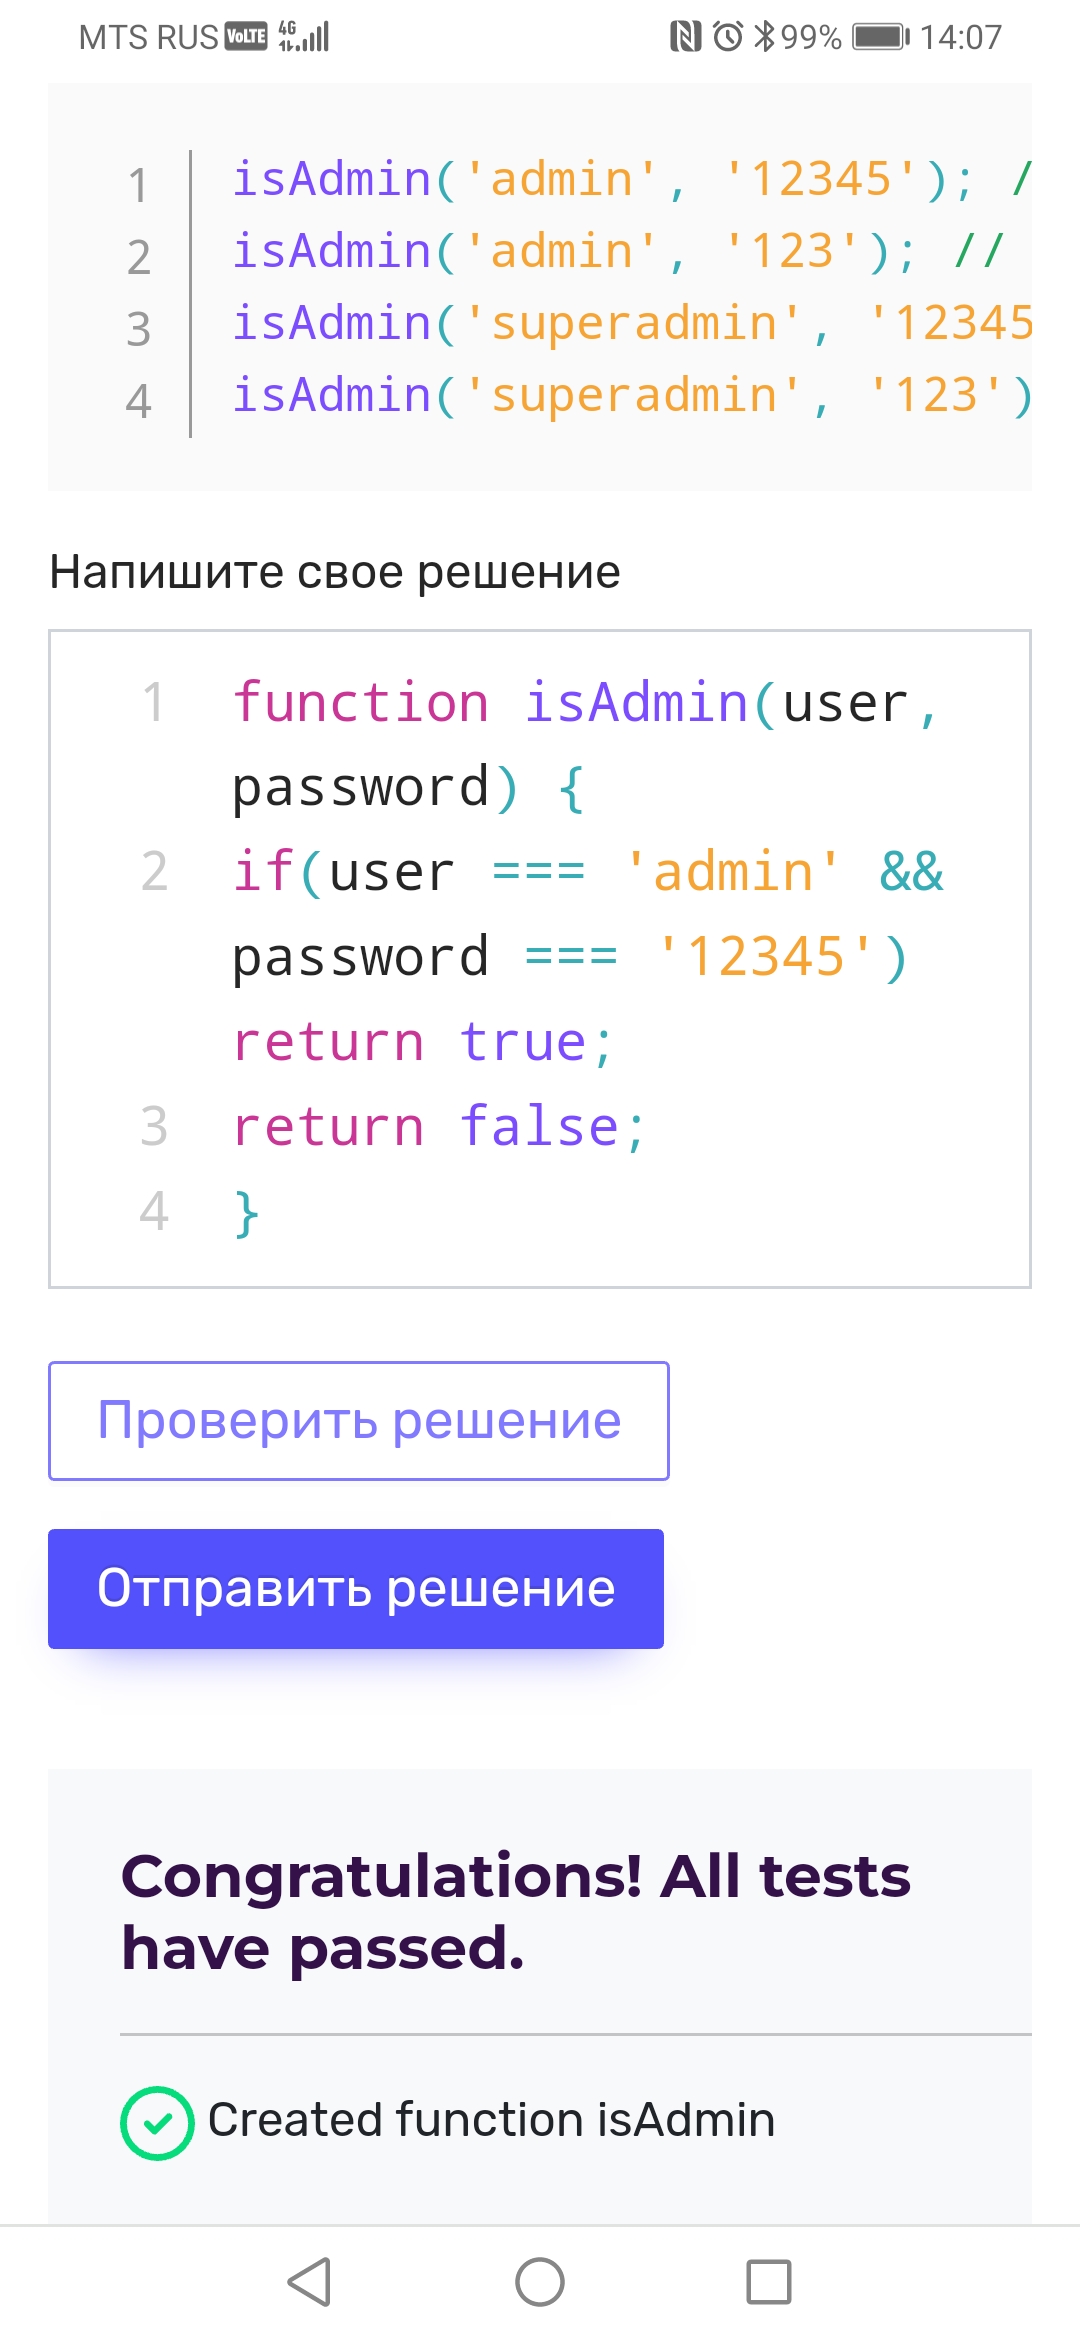 MTS RUS VoLTE 4G 99% 14:07
1 isAdmin('admin', '12345'); /
2 isAdmin('admin', '123'); //
3 isAdmin('superadmin', '12345
4 isAdmin('superadmin', '123')
Напишите свое решение
1 function isAdmin(user,
password) {
2 if(user === 'admin' &&
password === '12345')
return true;
3 return false;
4 }
Проверить решение
Отправить решение
Congratulations! All tests
have passed.
Created function isAdmin